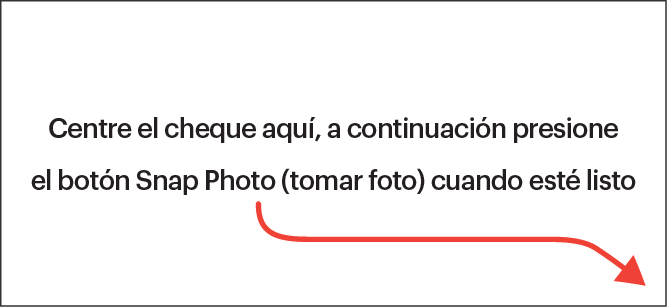 Centre el cheque aquí, a continuación presione
el botón Snap Photo (tomar foto) cuando esté listo